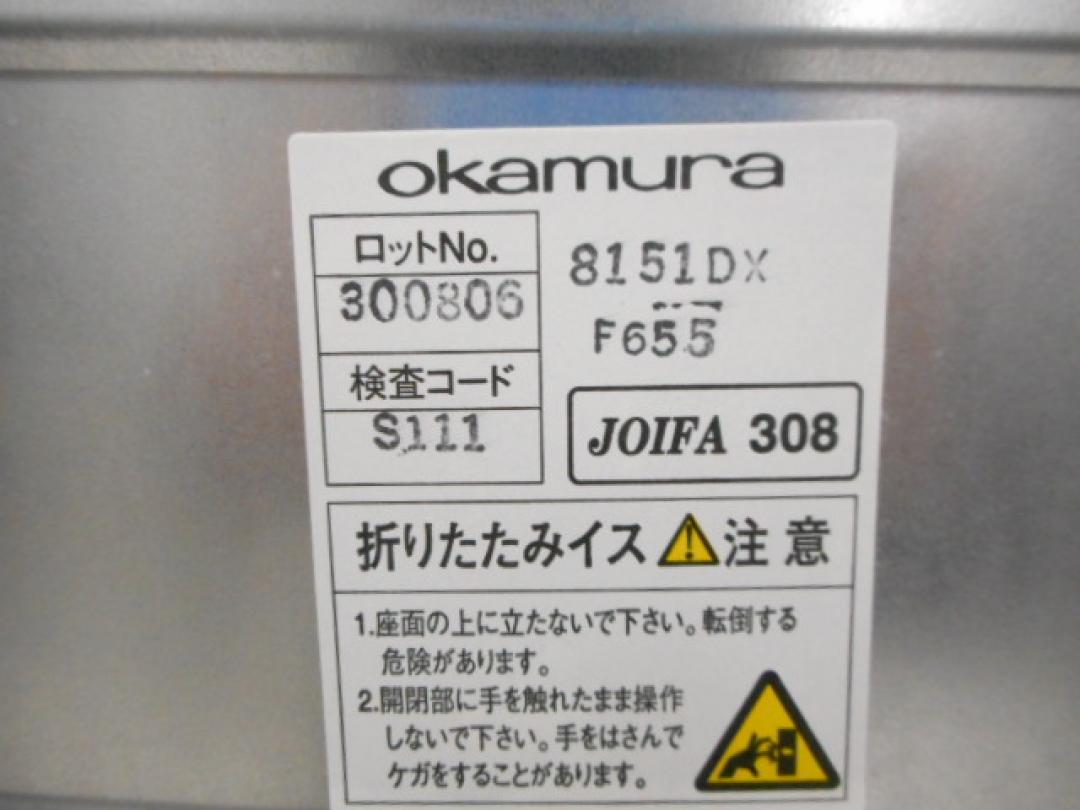 okamura
ロットNo.
300806
8151DX
F655
検査コード
S111
JOIFA 308
折りたたみイス 注意
1.座面の上に立たないで下さい。転倒する
危険があります。
2.開閉部に手を触れたまま操作
しないで下さい。手をはさんで
ケガをすることがあります。